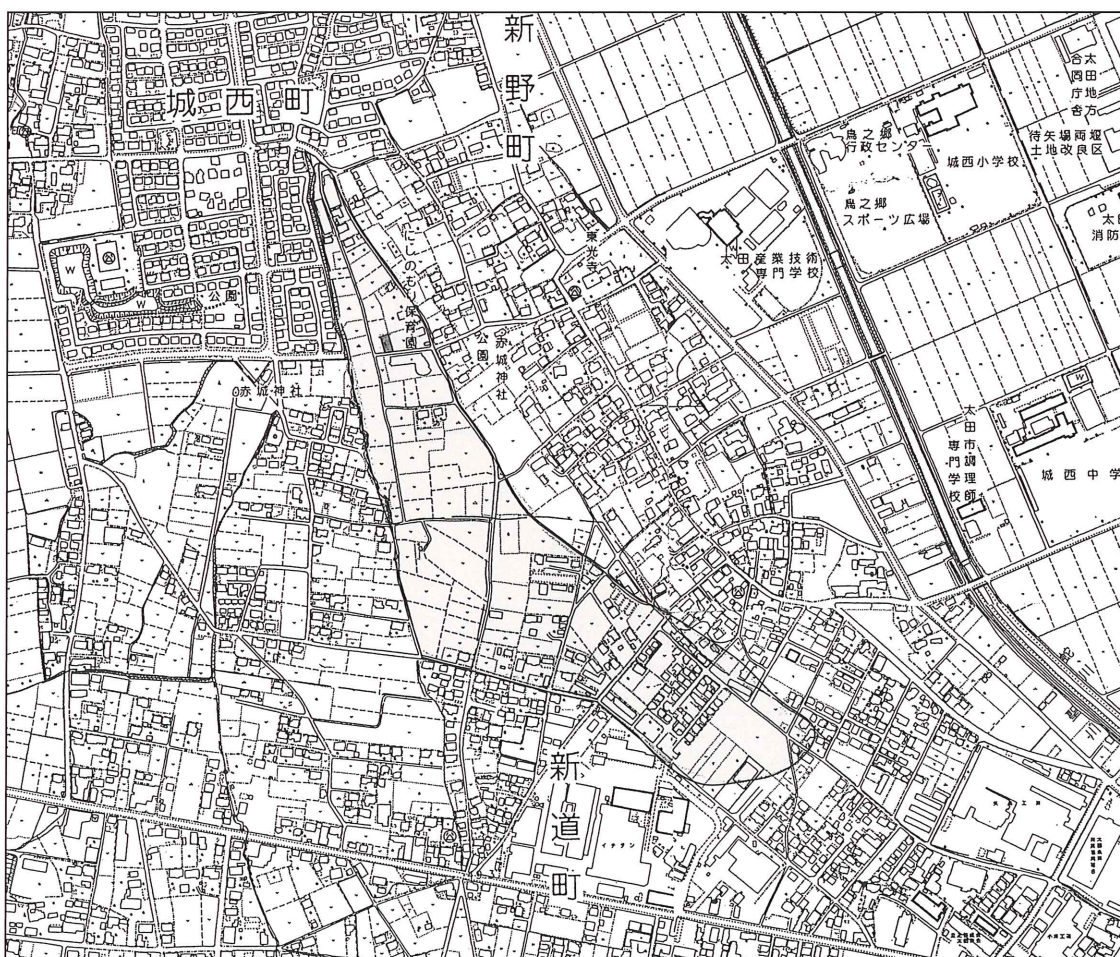 新野町
城西町
太田地方
合同庁舎
待矢場両堰
土地改良区
鳥之郷
行政センター
城西小学校
鳥之郷
スポーツ広場
太田産業技術
専門学校
東光寺
にしのもり保育園
公園
赤城神社
公園
赤城神社
太田市調理師
専門学校
城西中学
新道町
イチタン
W
W
W
W